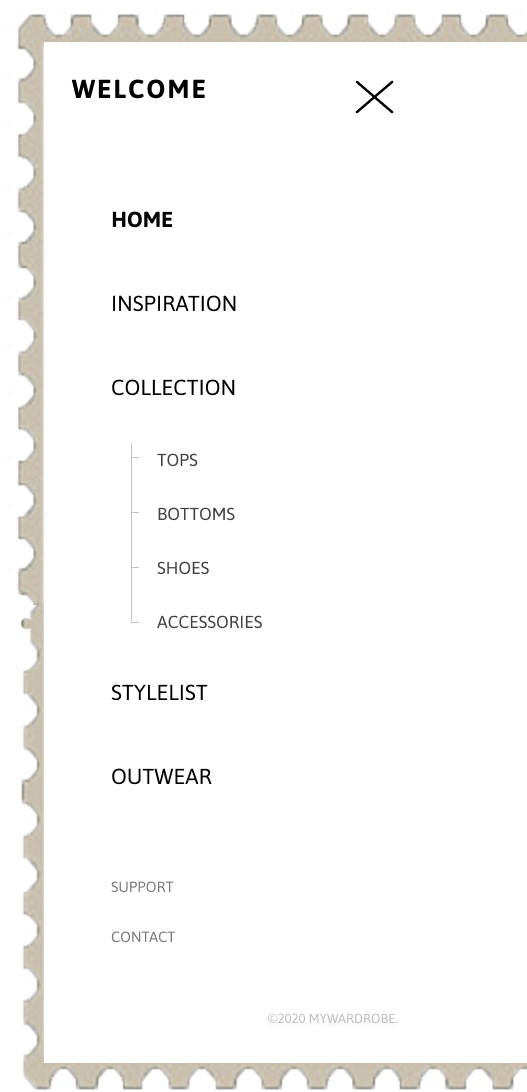 WELCOME
HOME
INSPIRATION
COLLECTION
TOPS
BOTTOMS
SHOES
ACCESSORIES
STYLELIST
OUTWEAR
SUPPORT
CONTACT
©2020 MYWARDROBE.